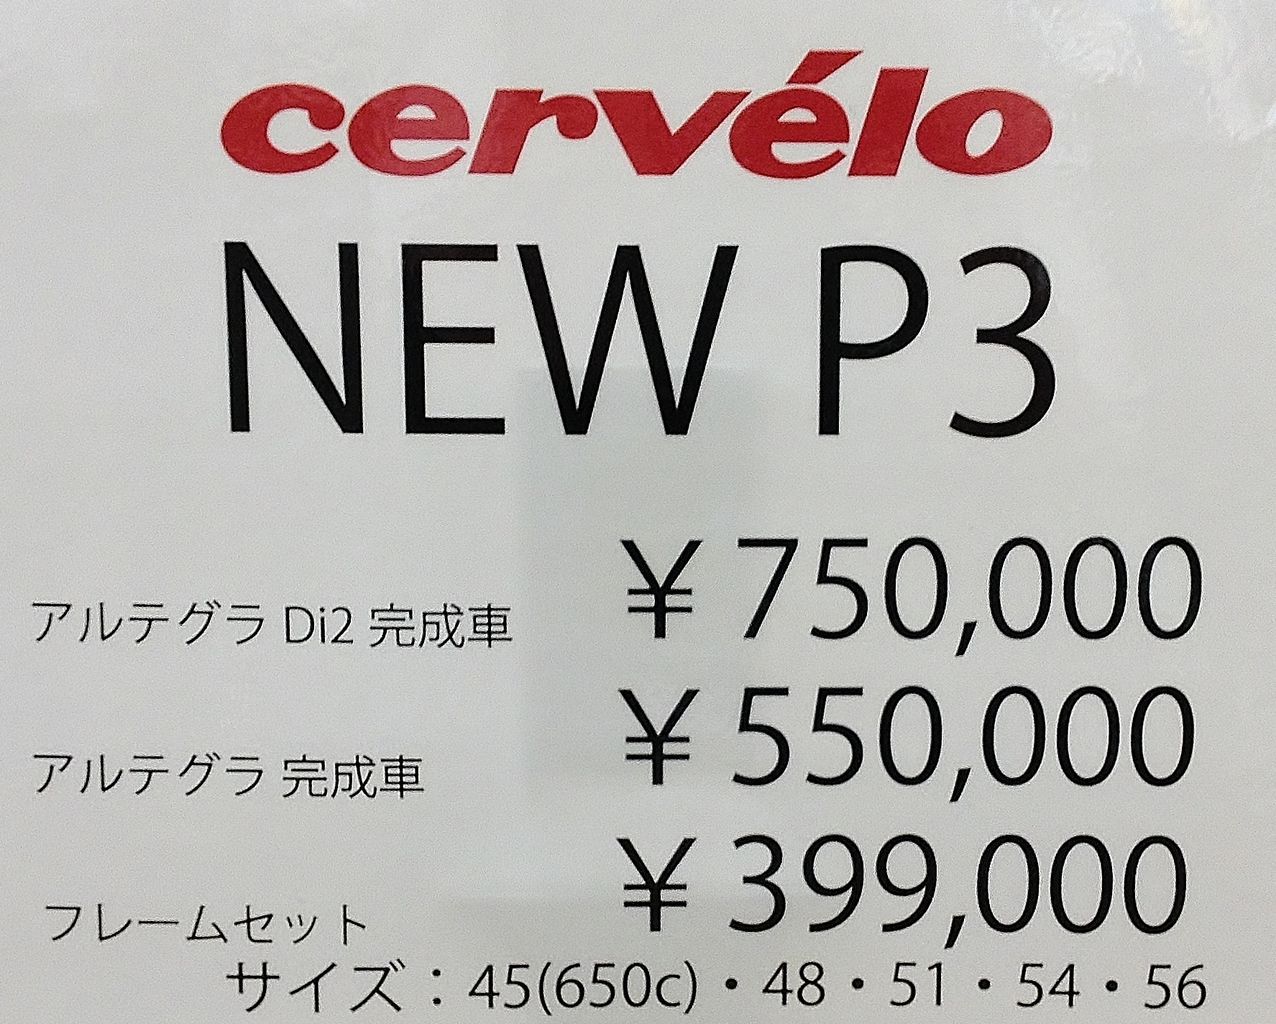 cervélo
NEW P3
アルテグラ Di2 完成車 ￥750,000
アルテグラ 完成車 ￥550,000
フレームセット ￥399,000
サイズ：45(650c)・48・51・54・56